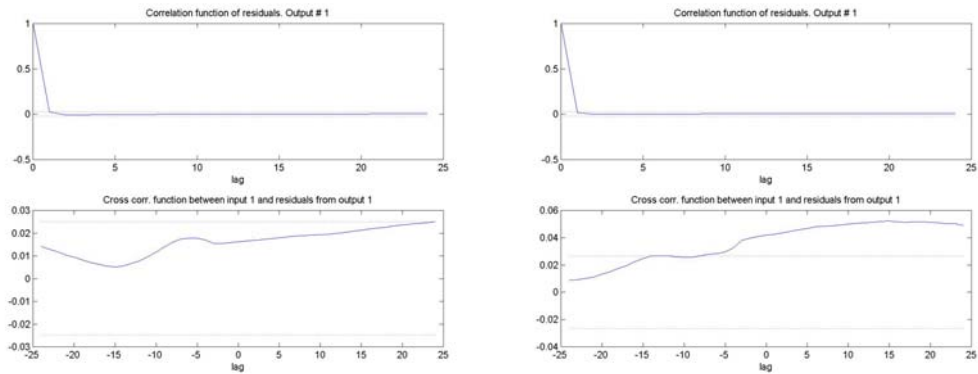 Correlation function of residuals. Output # 1
1
0.5
0
-0.5
0 5 10 15 20 25
lag
Cross corr. function between input 1 and residuals from output 1
0.03
0.02
0.01
0
-0.01
-0.02
-0.03
-25 -20 -15 -10 -5 0 5 10 15 20 25
lag
Correlation function of residuals. Output # 1
1
0.5
0
-0.5
0 5 10 15 20 25
lag
Cross corr. function between input 1 and residuals from output 1
0.06
0.04
0.02
0
-0.02
-0.04
-25 -20 -15 -10 -5 0 5 10 15 20 25
lag